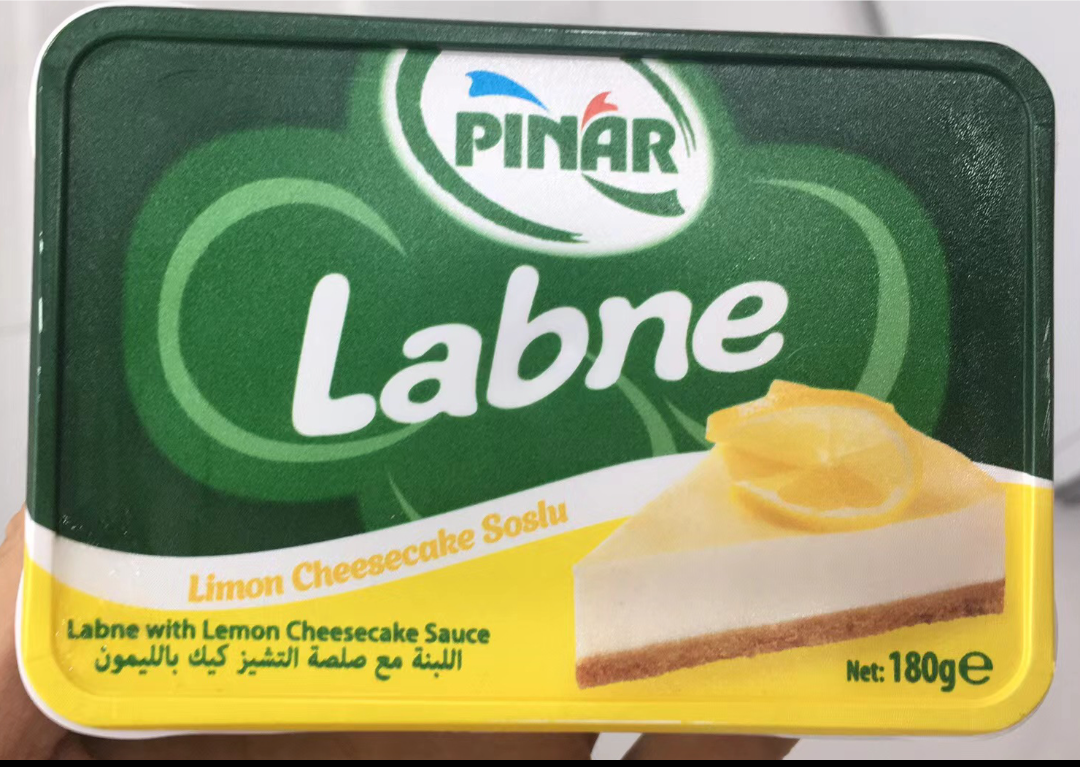 PINAR
Labne
Limon Cheesecake Soslu
Labne with Lemon Cheesecake Sauce
اللبنة مع صلصة التشيز كيك بالليمون
Net: 180g℮